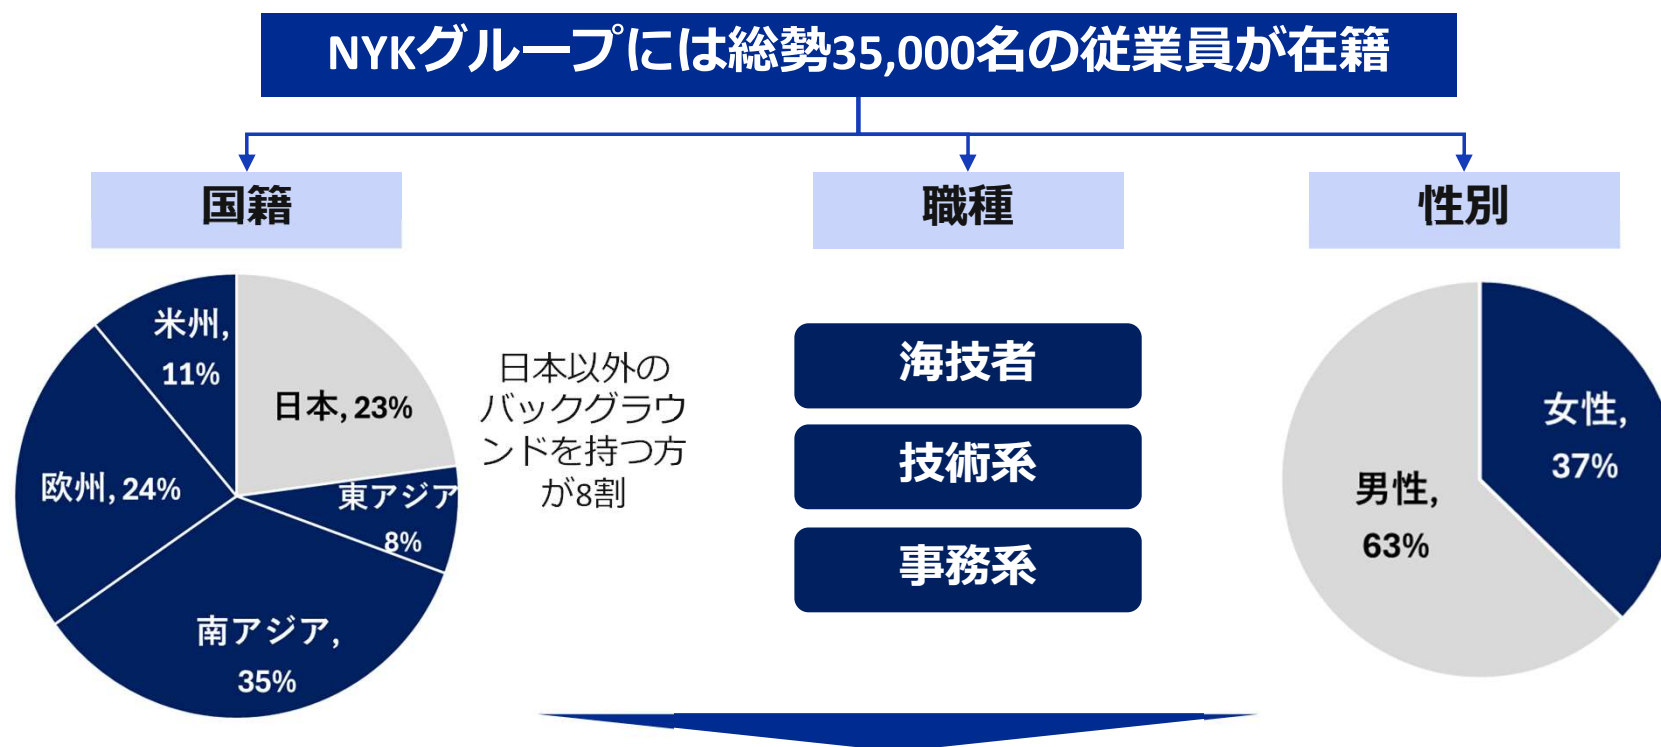 NYKグループには総勢35,000名の従業員が在籍
国籍
職種
性別
米州,
11%
日本, 23%
欧州, 24%
東アジア
8%
南アジア,
35%
日本以外の
バックグラウ
ンドを持つ方
が8割
海技者
技術系
事務系
女性,
37%
男性,
63%